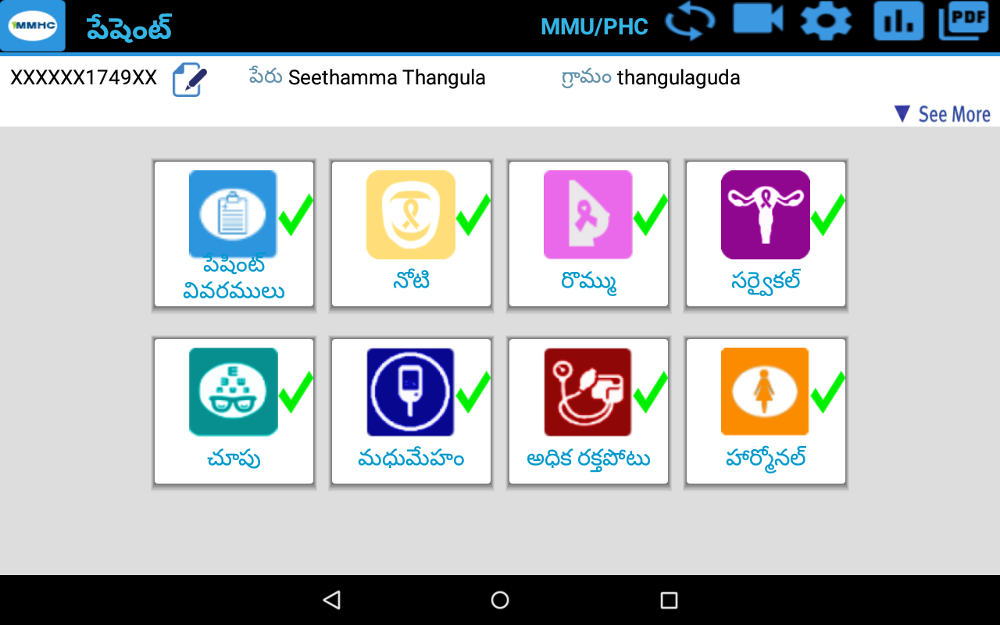 MMHC
పేషెంట్
MMU/PHC
PDF
XXXXXX1749XX
పేరు Seethamma Thangula
గ్రామం thangulaguda
▼ See More
పేషింట్
వివరములు
నోటి
రొమ్ము
సర్వైకల్
చూపు
మధుమేహం
అధిక రక్తపోటు
హార్మోనల్